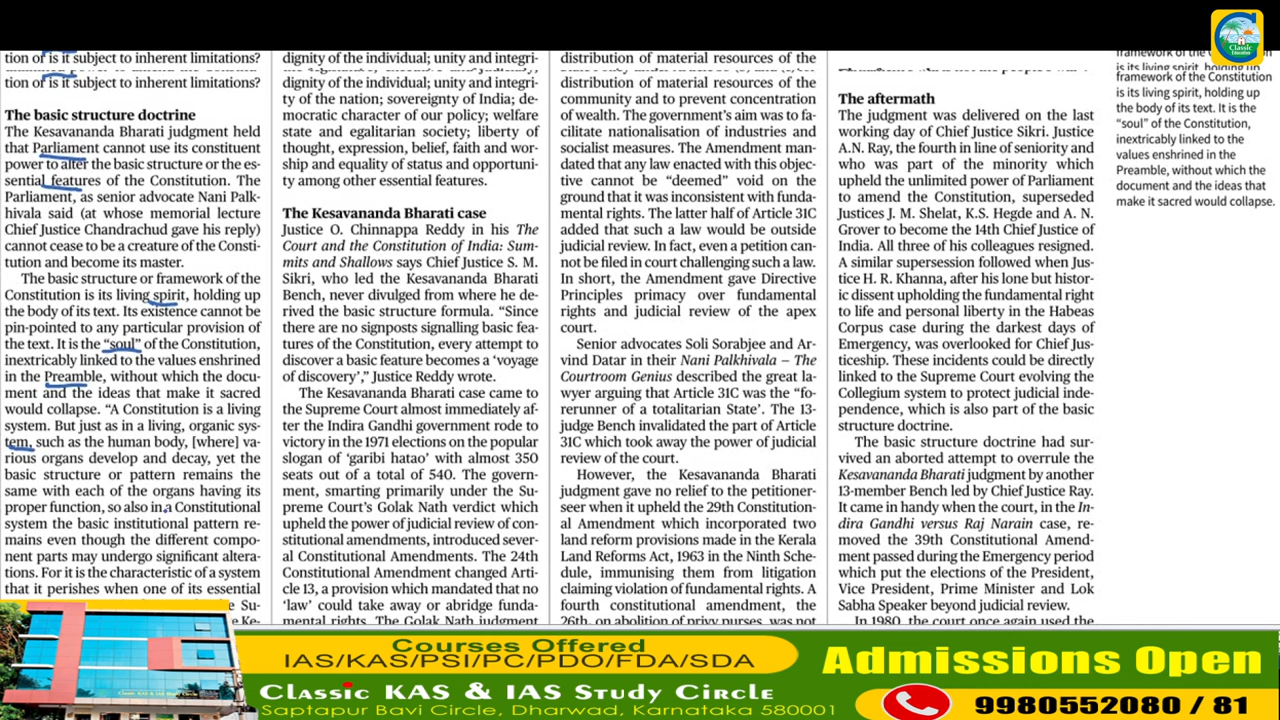 tion of is it subject to inherent limitations?
tion of is it subject to inherent limitations?
The basic structure doctrine
The Kesavananda Bharati judgment held
that Parliament cannot use its constituent
power to alter the basic structure or the es-
sential features of the Constitution. The
Parliament, as senior advocate Nani Palk-
hivala said (at whose memorial lecture
Chief Justice Chandrachud gave his reply)
cannot cease to be a creature of the Consti-
tution and become its master.
The basic structure or framework of the
Constitution is its living spirit, holding up
the body of its text. Its existence cannot be
pin-pointed to any particular provision of
the text. It is the “soul” of the Constitution,
inextricably linked to the values enshrined
in the Preamble, without which the docu-
ment and the ideas that make it sacred
would collapse. “A Constitution is a living
system. But just as in a living, organic sys-
tem, such as the human body, [where] va-
rious organs develop and decay, yet the
basic structure or pattern remains the
same with each of the organs having its
proper function, so also in a Constitutional
system the basic institutional pattern re-
mains even though the different compo-
nent parts may undergo significant altera-
tions. For it is the characteristic of a system
that it perishes when one of its essential
Su-
Ke-
dignity of the individual; unity and integri-
dignity of the individual; unity and integri-
ty of the nation; sovereignty of India; de-
mocratic character of our policy; welfare
state and egalitarian society; liberty of
thought, expression, belief, faith and wor-
ship and equality of status and opportuni-
ty among other essential features.
The Kesavananda Bharati case
Justice O. Chinnappa Reddy in his The
Court and the Constitution of India: Sum-
mits and Shallows says Chief Justice S. M.
Sikri, who led the Kesavananda Bharati
Bench, never divulged from where he de-
rived the basic structure formula. “Since
there are no signposts signalling basic fea-
tures of the Constitution, every attempt to
discover a basic feature becomes a ‘voyage
of discovery’,” Justice Reddy wrote.
The Kesavananda Bharati case came to
the Supreme Court almost immediately af-
ter the Indira Gandhi government rode to
victory in the 1971 elections on the popular
slogan of ‘garibi hatao’ with almost 350
seats out of a total of 540. The govern-
ment, smarting primarily under the Su-
preme Court’s Golak Nath verdict which
upheld the power of judicial review of con-
stitutional amendments, introduced sever-
al Constitutional Amendments. The 24th
Constitutional Amendment changed Arti-
cle 13, a provision which mandated that no
‘law’ could take away or abridge funda-
mental rights. The Golak Nath judgment
distribution of material resources of the
distribution of material resources of the
community and to prevent concentration
of wealth. The government’s aim was to fa-
cilitate nationalisation of industries and
socialist measures. The Amendment man-
dated that any law enacted with this objec-
tive cannot be “deemed” void on the
ground that it was inconsistent with funda-
mental rights. The latter half of Article 31C
added that such a law would be outside
judicial review. In fact, even a petition can-
not be filed in court challenging such a law.
In short, the Amendment gave Directive
Principles primacy over fundamental
rights and judicial review of the apex
court.
Senior advocates Soli Sorabjee and Ar-
vind Datar in their Nani Palkhivala – The
Courtroom Genius described the great la-
wyer arguing that Article 31C was the “fo-
rerunner of a totalitarian State’. The 13-
judge Bench invalidated the part of Article
31C which took away the power of judicial
review of the court.
However, the Kesavananda Bharati
judgment gave no relief to the petitioner-
seer when it upheld the 29th Constitution-
al Amendment which incorporated two
land reform provisions made in the Kerala
Land Reforms Act, 1963 in the Ninth Sche-
dule, immunising them from litigation
claiming violation of fundamental rights. A
fourth constitutional amendment, the
26th, on abolition of privy purses, was not
The aftermath
The judgment was delivered on the last
working day of Chief Justice Sikri. Justice
A.N. Ray, the fourth in line of seniority and
who was part of the minority which
upheld the unlimited power of Parliament
to amend the Constitution, superseded
Justices J. M. Shelat, K.S. Hegde and A. N.
Grover to become the 14th Chief Justice of
India. All three of his colleagues resigned.
A similar supersession followed when Jus-
tice H. R. Khanna, after his lone but histor-
ic dissent upholding the fundamental right
to life and personal liberty in the Habeas
Corpus case during the darkest days of
Emergency, was overlooked for Chief Jus-
ticeship. These incidents could be directly
linked to the Supreme Court evolving the
Collegium system to protect judicial inde-
pendence, which is also part of the basic
structure doctrine.
The basic structure doctrine had sur-
vived an aborted attempt to overrule the
Kesavananda Bharati judgment by another
13-member Bench led by Chief Justice Ray.
It came in handy when the court, in the In-
dira Gandhi versus Raj Narain case, re-
moved the 39th Constitutional Amend-
ment passed during the Emergency period
which put the elections of the President,
Vice President, Prime Minister and Lok
Sabha Speaker beyond judicial review.
In 1980, the court once again used the
framework of the
is its living spirit, holding up
framework of the Constitution
is its living spirit, holding up
the body of its text. It is the
“soul” of the Constitution,
inextricably linked to the
values enshrined in the
Preamble, without which the
document and the ideas that
make it sacred would collapse.
Classic
Education
Courses Offered
IAS/KAS/PSI/PC/PDO/FDA/SDA
Classic KAS & IAS Study Circle
Saptapur Bavi Circle, Dharwad, Karnataka 580001
Admissions Open
9980552080 / 81